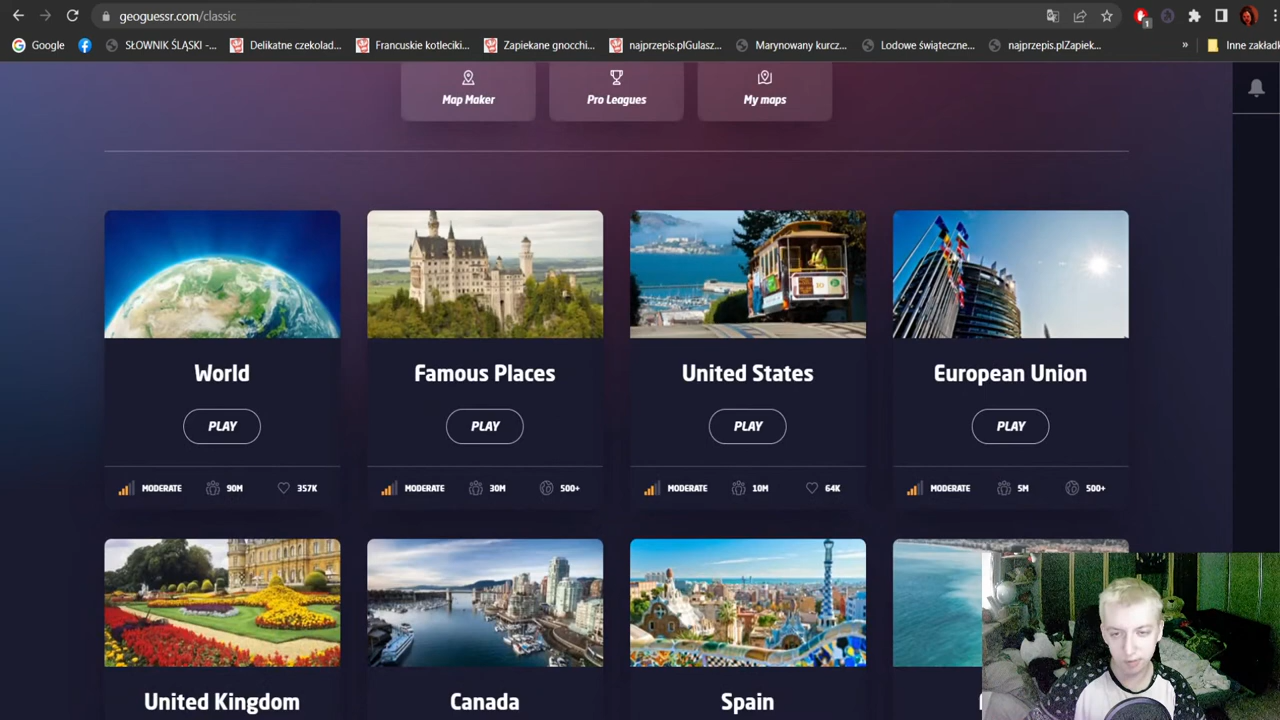 geoguessr.com/classic
1
Google
SŁOWNIK ŚLĄSKI -...
Delikatne czekolad...
Francuskie kotleciki...
Zapiekane gnocchi...
najprzepis.plGulasz...
Marynowany kurcz...
Lodowe świąteczne...
najprzepis.plZapiek...
»
Inne zakład
Map Maker
Pro Leagues
My maps
World
Famous Places
United States
European Union
PLAY
PLAY
PLAY
PLAY
MODERATE 90M 357K
MODERATE 30M 500+
MODERATE 10M 64K
MODERATE 5M 500+
United Kingdom
Canada
Spain